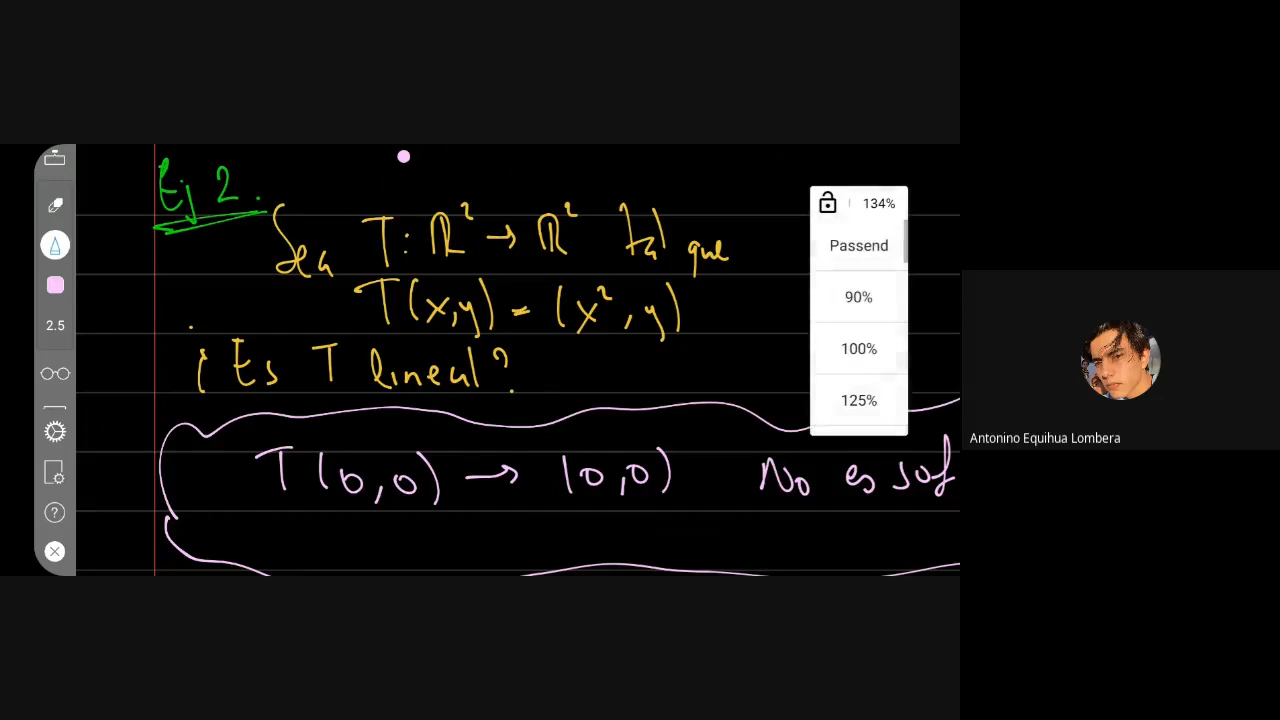 Ej 2.
Sea T: ℝ² → ℝ² tal que
T(x,y) = (x², y)
¿Es T lineal?
T(0,0) → (0,0) No es suf
134%
Passend
90%
100%
125%
2.5
Antonino Equihua Lombera